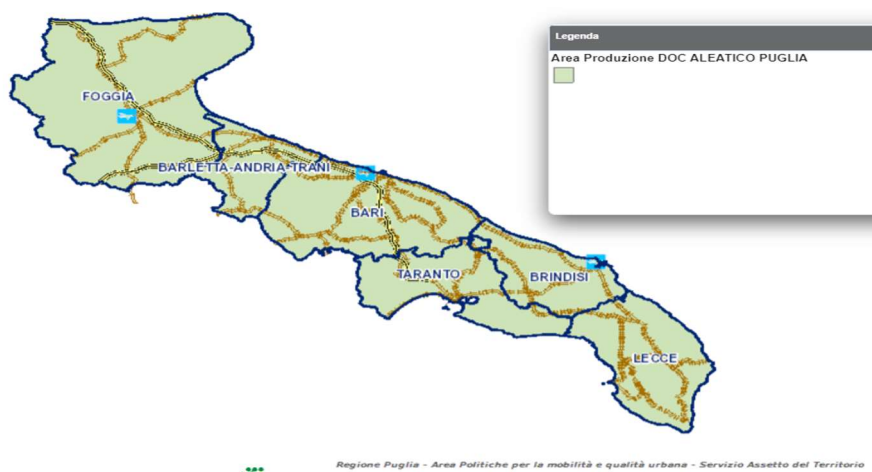 Legenda
Area Produzione DOC ALEATICO PUGLIA
FOGGIA
BARLETTA-ANDRIA-TRANI
BARI
TARANTO
BRINDISI
LECCE
Regione Puglia - Area Politiche per la mobilità e qualità urbana - Servizio Assetto del Territorio